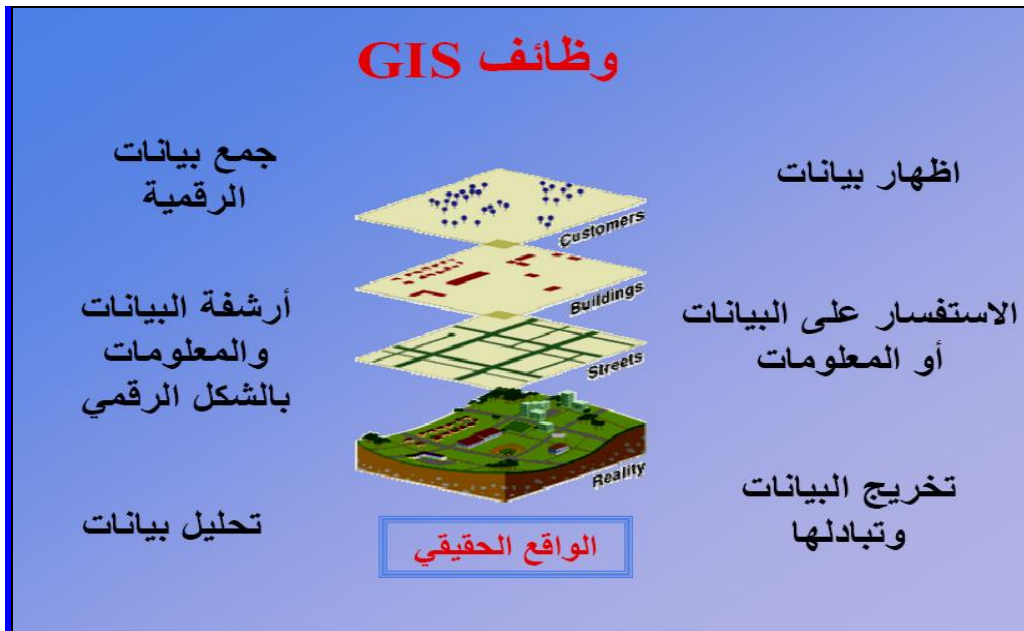 وظائف GIS
اظهار بيانات
جمع بيانات
الرقمية
Customers
الاستفسار على البيانات
أو المعلومات
أرشفة البيانات
والمعلومات
بالشكل الرقمي
Buildings
Streets
Reality
تخريج البيانات
وتبادلها
تحليل بيانات
الواقع الحقيقي